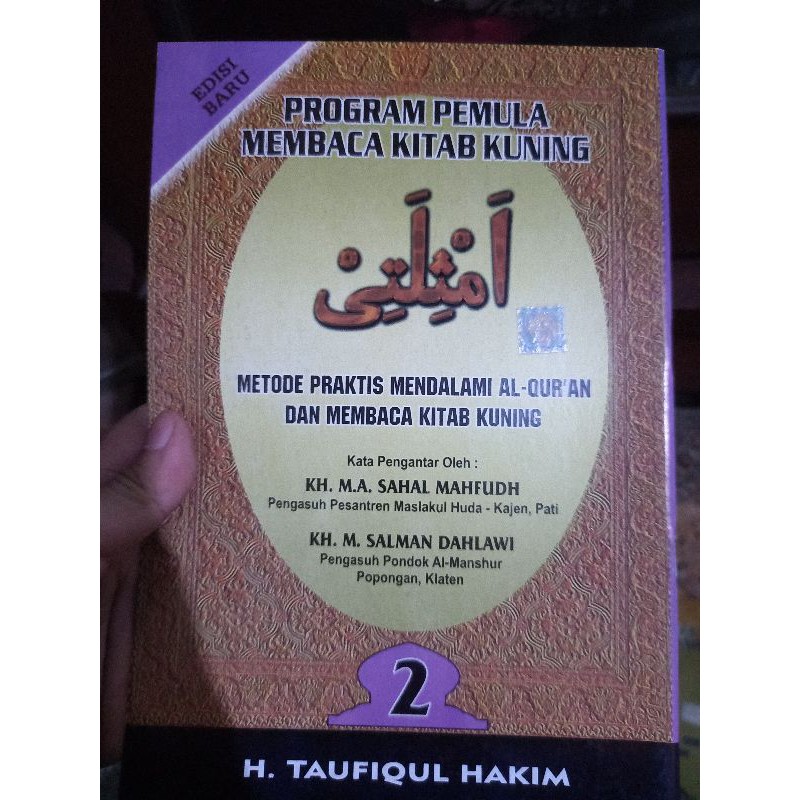 EDISI
BARU
PROGRAM PEMULA
MEMBACA KITAB KUNING
اَمْثِلَتِيْ
METODE PRAKTIS MENDALAMI AL-QUR'AN
DAN MEMBACA KITAB KUNING
Kata Pengantar Oleh :
KH. M.A. SAHAL MAHFUDH
Pengasuh Pesantren Maslakul Huda - Kajen, Pati
KH. M. SALMAN DAHLAWI
Pengasuh Pondok Al-Manshur
Popongan, Klaten
2
H. TAUFIQUL HAKIM